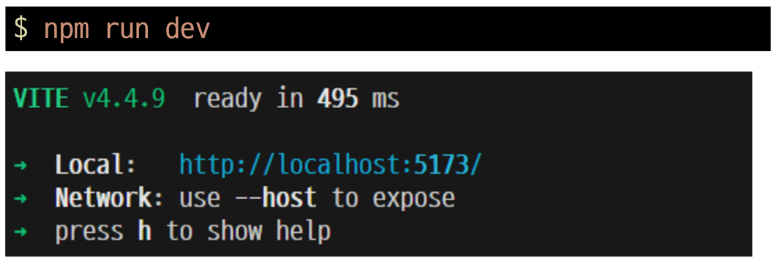 $ npm run dev
VITE v4.4.9  ready in 495 ms
➜  Local:   http://localhost:5173/
➜  Network: use --host to expose
➜  press h to show help